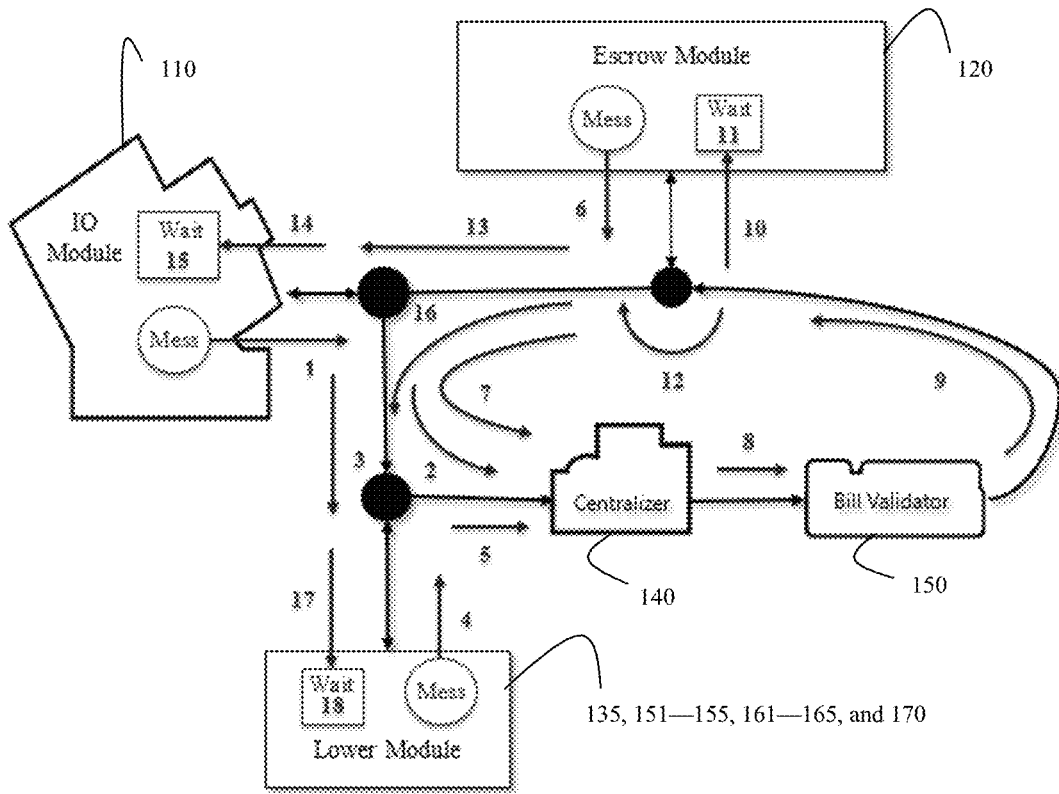 110
Escrow Module
120
Mess
Wait
11
IO
Module
Wait
15
14
13
6
10
16
Mess
1
12
9
7
3
2
8
Centralizer
Bill Validator
5
17
4
140
150
Wait
18
Mess
Lower Module
135, 151—155, 161—165, and 170